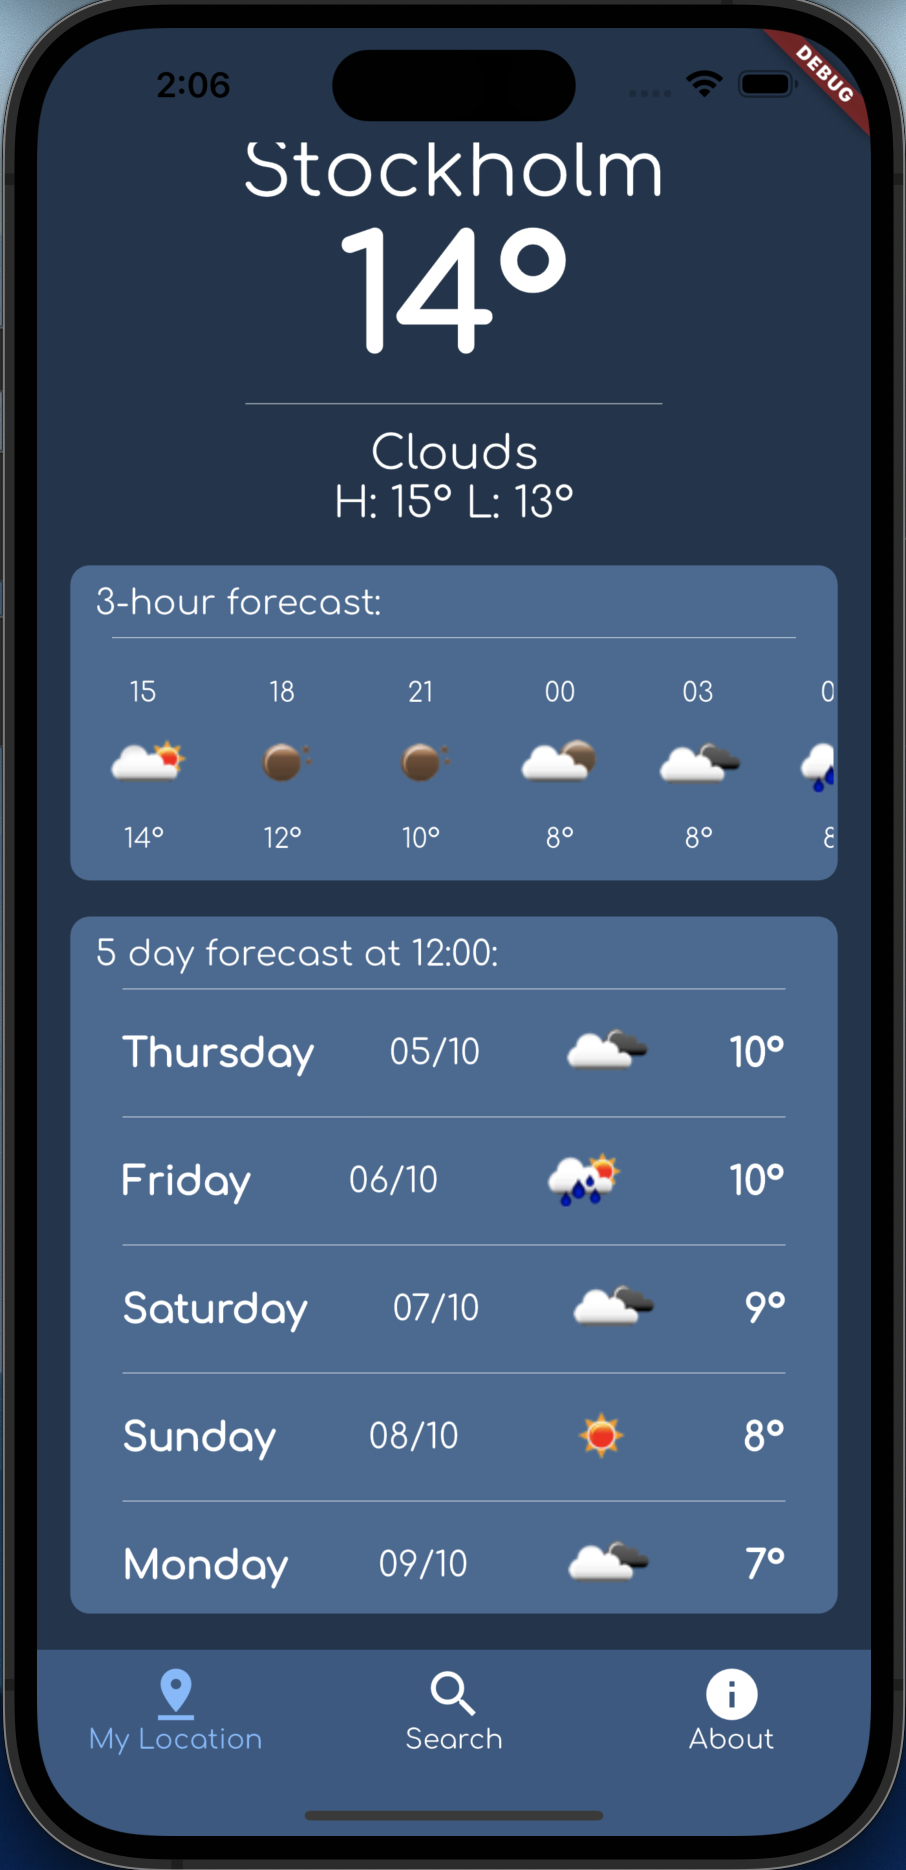 2:06
DEBUG
Stockholm
14°
Clouds
H: 15° L: 13°
3-hour forecast:
15 18 21 00 03
14° 12° 10° 8° 8°
5 day forecast at 12:00:
Thursday 05/10 10°
Friday 06/10 10°
Saturday 07/10 9°
Sunday 08/10 8°
Monday 09/10 7°
My Location Search About